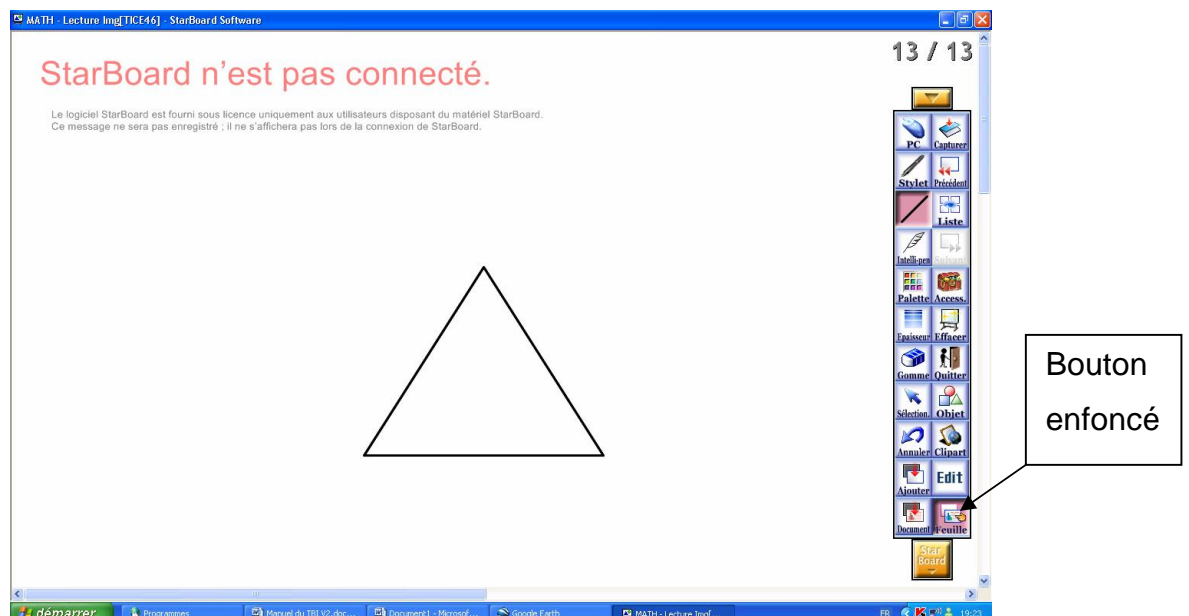 MATH - Lecture Img[TICE46] - StarBoard Software
13 / 13
StarBoard n'est pas connecté.
Le logiciel StarBoard est fourni sous licence uniquement aux utilisateurs disposant du matériel StarBoard.
Ce message ne sera pas enregistré ; il ne s'affichera pas lors de la connexion de StarBoard.
PC Capturer
Stylet Précédent
Liste
Intelli-pen Suivant
Palette Access.
Epaisseur Effacer
Gomme Quitter
Sélection. Objet
Annuler Clipart
Ajouter Edit
Document Feuille
Star
Board
Bouton
enfoncé
démarrer Programmes Manuel du TBI V2.doc... Document1 - Microsof... Google Earth MATH - Lecture Img[... FR 19:23